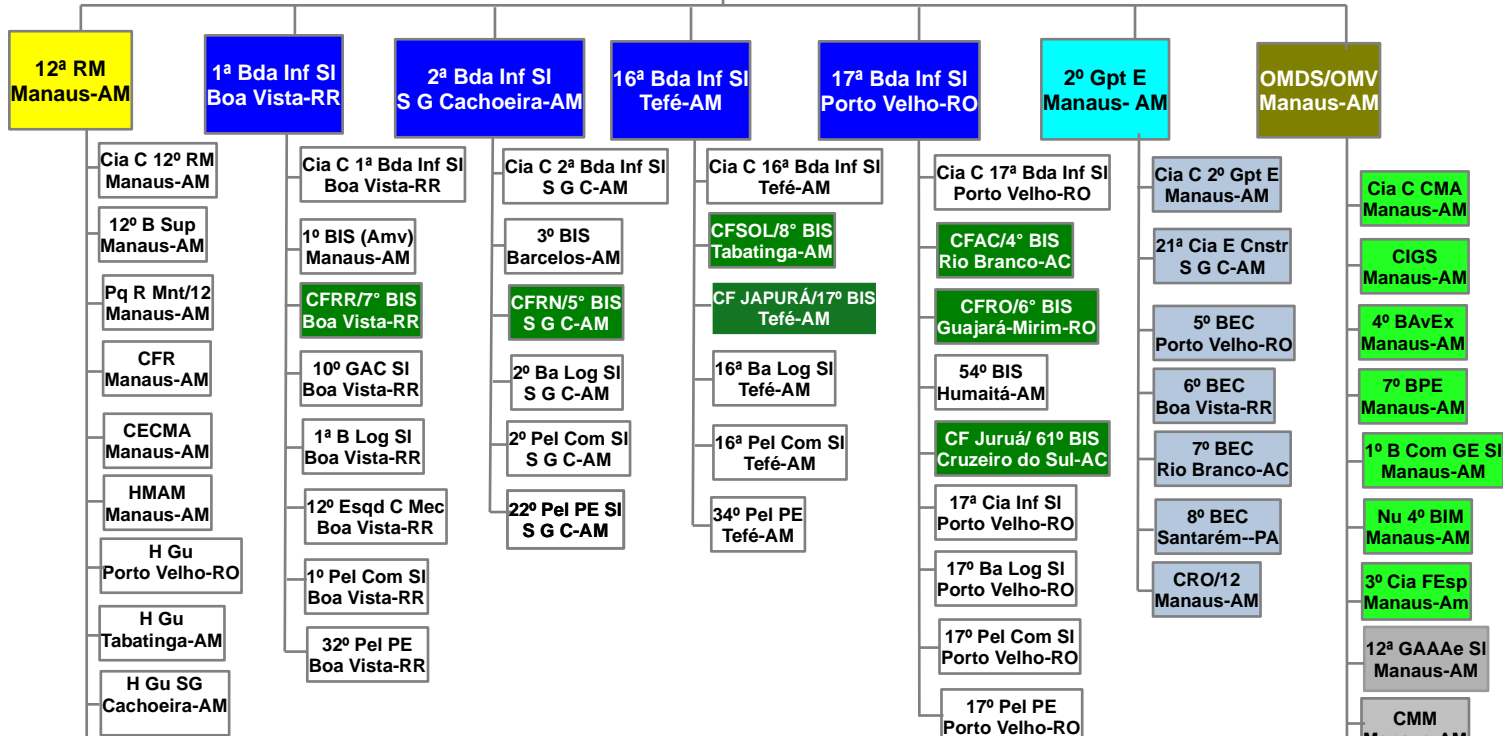 12ª RM
Manaus-AM
1ª Bda Inf Sl
Boa Vista-RR
2ª Bda Inf Sl
S G Cachoeira-AM
16ª Bda Inf Sl
Tefé-AM
17ª Bda Inf Sl
Porto Velho-RO
2º Gpt E
Manaus- AM
OMDS/OMV
Manaus-AM
Cia C 12º RM
Manaus-AM
12º B Sup
Manaus-AM
Pq R Mnt/12
Manaus-AM
CFR
Manaus-AM
CECMA
Manaus-AM
HMAM
Manaus-AM
H Gu
Porto Velho-RO
H Gu
Tabatinga-AM
H Gu SG
Cachoeira-AM
Cia C 1ª Bda Inf Sl
Boa Vista-RR
1º BIS (Amv)
Manaus-AM
CFRR/7° BIS
Boa Vista-RR
10º GAC Sl
Boa Vista-RR
1ª B Log Sl
Boa Vista-RR
12º Esqd C Mec
Boa Vista-RR
1º Pel Com Sl
Boa Vista-RR
32º Pel PE
Boa Vista-RR
Cia C 2ª Bda Inf Sl
S G C-AM
3º BIS
Barcelos-AM
CFRN/5° BIS
S G C-AM
2º Ba Log Sl
S G C-AM
2º Pel Com Sl
S G C-AM
22º Pel PE Sl
S G C-AM
Cia C 16ª Bda Inf Sl
Tefé-AM
CFSOL/8° BIS
Tabatinga-AM
CF JAPURÁ/17º BIS
Tefé-AM
16ª Ba Log Sl
Tefé-AM
16ª Pel Com Sl
Tefé-AM
34º Pel PE
Tefé-AM
Cia C 17ª Bda Inf Sl
Porto Velho-RO
CFAC/4° BIS
Rio Branco-AC
CFRO/6° BIS
Guajará-Mirim-RO
54º BIS
Humaitá-AM
CF Juruá/ 61º BIS
Cruzeiro do Sul-AC
17ª Cia Inf Sl
Porto Velho-RO
17º Ba Log Sl
Porto Velho-RO
17º Pel Com Sl
Porto Velho-RO
17º Pel PE
Porto Velho-RO
Cia C 2º Gpt E
Manaus-AM
21ª Cia E Cnstr
S G C-AM
5º BEC
Porto Velho-RO
6º BEC
Boa Vista-RR
7º BEC
Rio Branco-AC
8º BEC
Santarém--PA
CRO/12
Manaus-AM
Cia C CMA
Manaus-AM
CIGS
Manaus-AM
4º BAvEx
Manaus-AM
7º BPE
Manaus-AM
1º B Com GE Sl
Manaus-AM
Nu 4º BIM
Manaus-AM
3º Cia FEsp
Manaus-Am
12ª GAAAe Sl
Manaus-AM
CMM
Manaus-AM